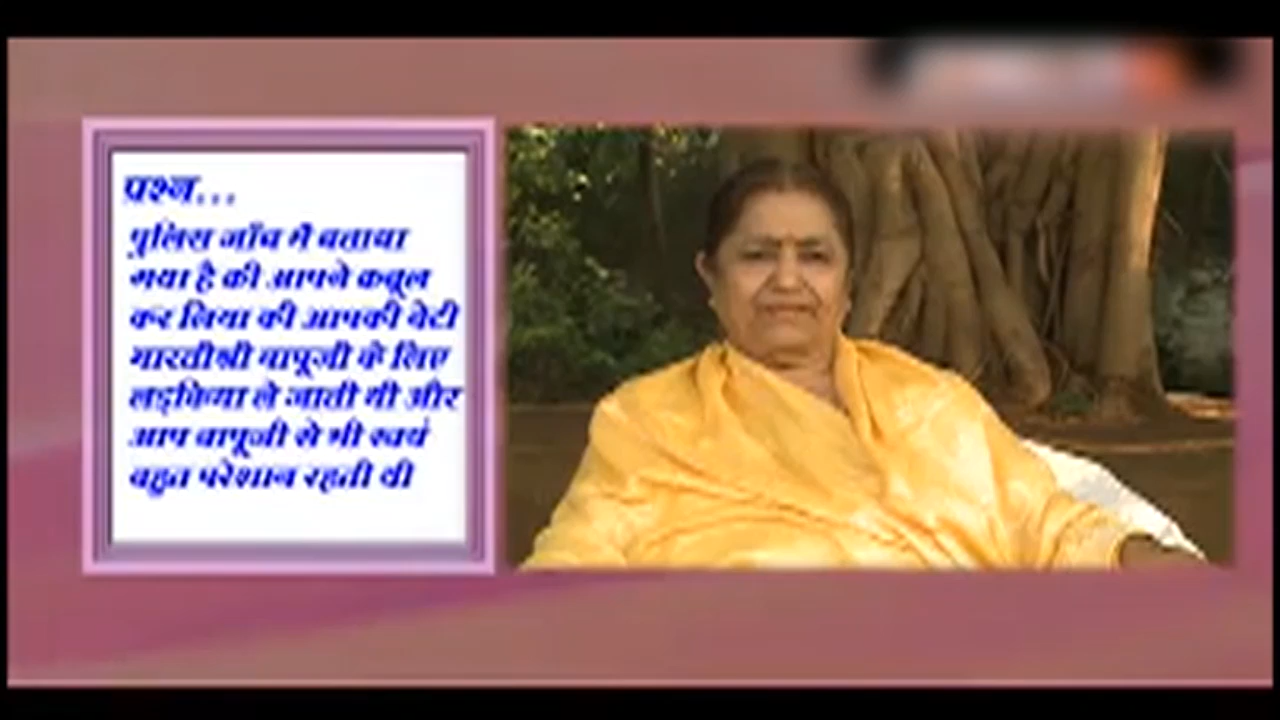 प्रश्न...
पुलिस जाँच में बताया
गया है की आपने कबूल
कर लिया की आपकी बेटी
भारतीश्री बापूजी के लिए
लड़किया ले जाती थी और
आप बापूजी से भी स्वयं
बहुत परेशान रहती थी